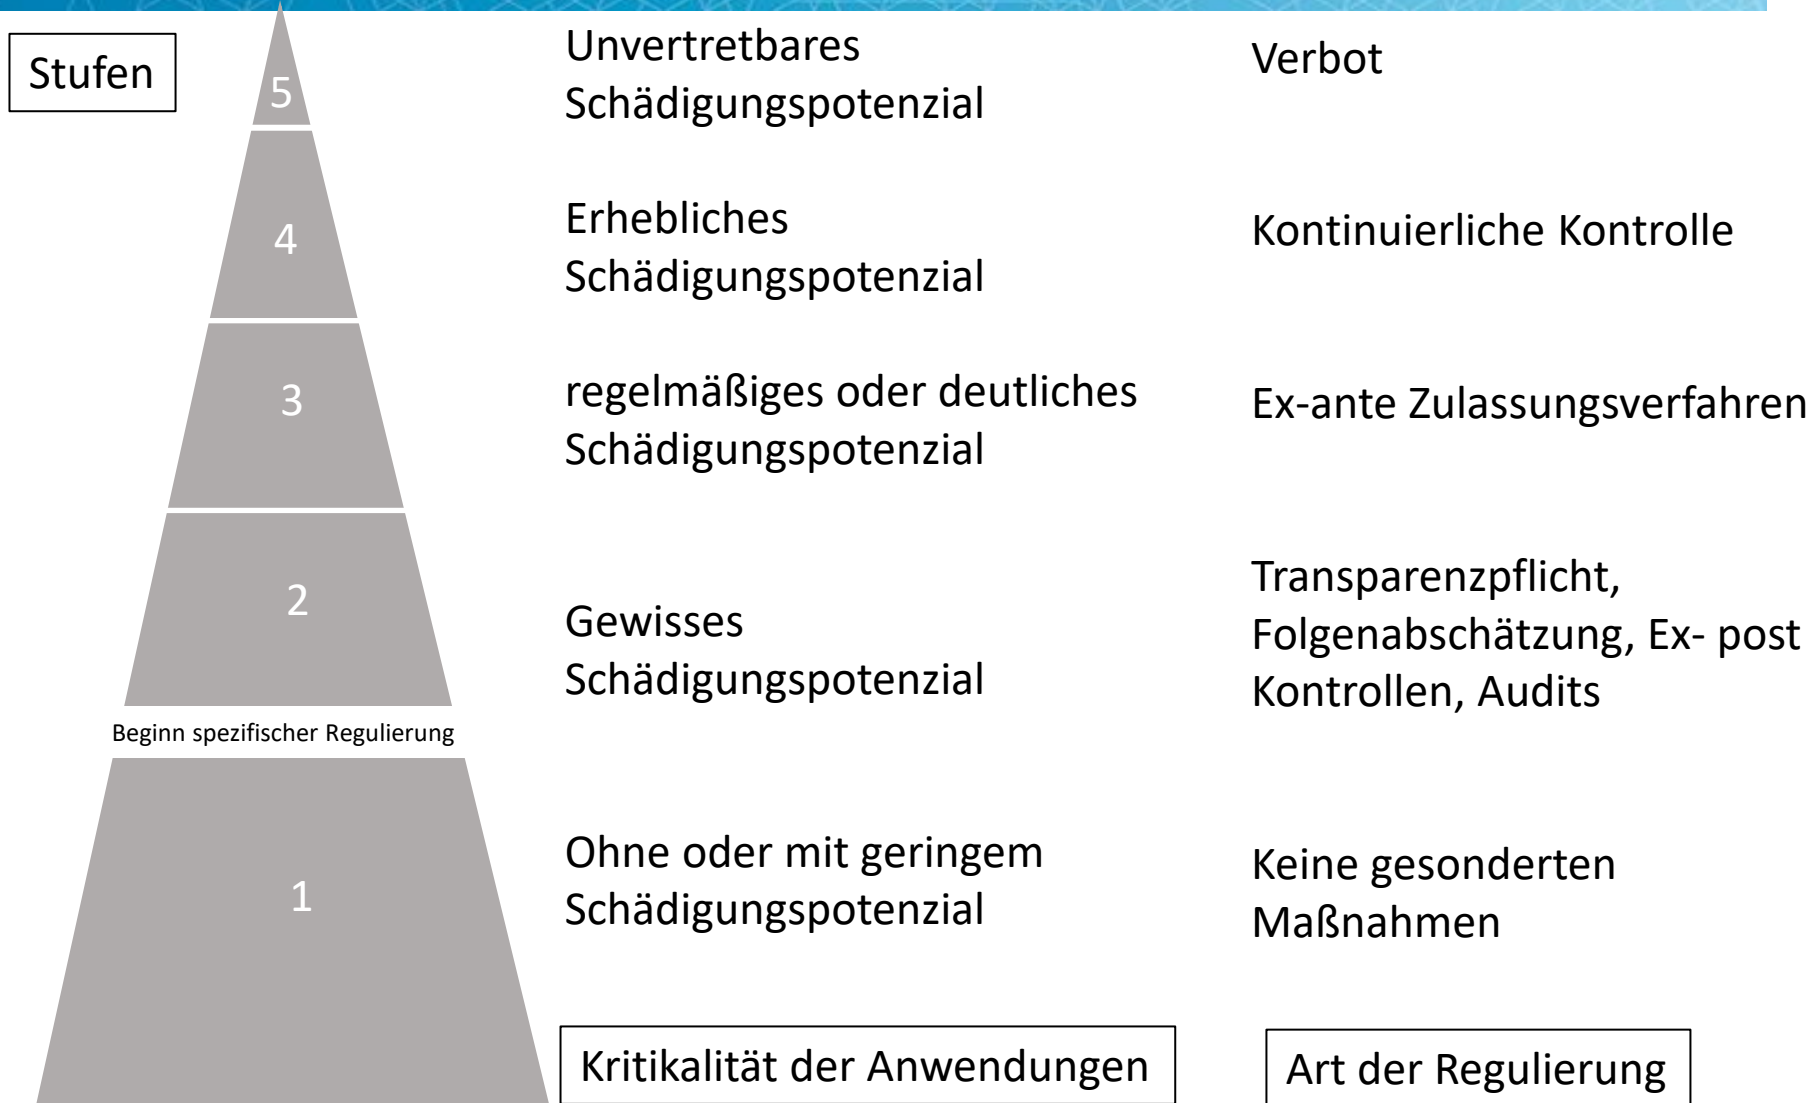 Stufen
5
Unvertretbares
Schädigungspotenzial
Verbot
4
Erhebliches
Schädigungspotenzial
Kontinuierliche Kontrolle
3
regelmäßiges oder deutliches
Schädigungspotenzial
Ex-ante Zulassungsverfahren
2
Gewisses
Schädigungspotenzial
Transparenzpflicht,
Folgenabschätzung, Ex- post
Kontrollen, Audits
Beginn spezifischer Regulierung
1
Ohne oder mit geringem
Schädigungspotenzial
Keine gesonderten
Maßnahmen
Kritikalität der Anwendungen
Art der Regulierung